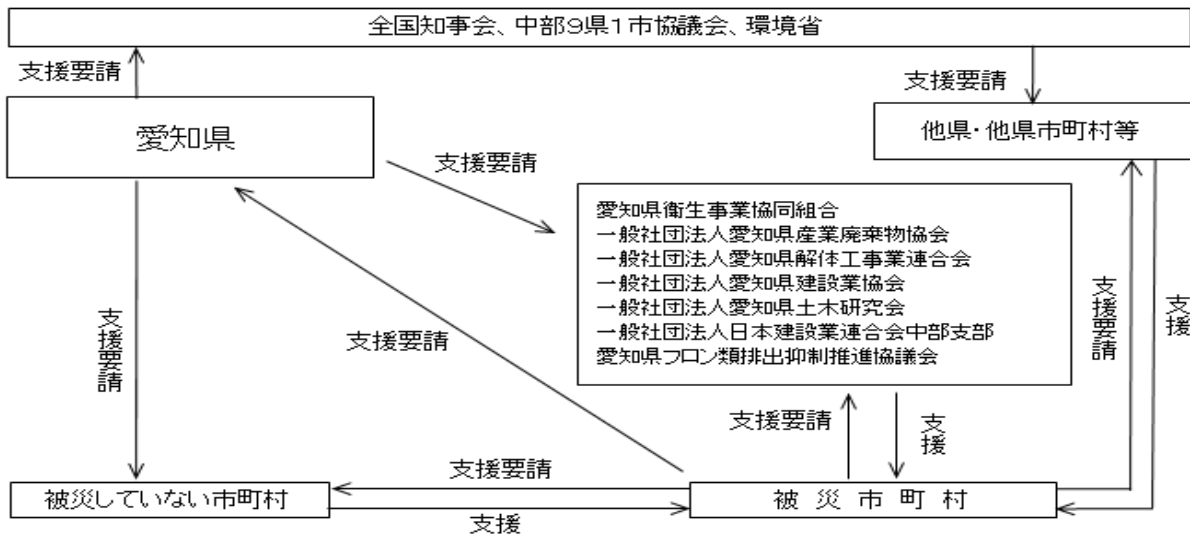 全国知事会、中部9県1市協議会、環境省
支援要請
支援要請
愛知県
他県・他県市町村等
支援要請
愛知県衛生事業協同組合
一般社団法人愛知県産業廃棄物協会
一般社団法人愛知県解体工事業連合会
一般社団法人愛知県建設業協会
一般社団法人愛知県土木研究会
一般社団法人日本建設業連合会中部支部
愛知県フロン類排出抑制推進協議会
支援要請
支援要請
支援要請
支援
支援要請
支援
支援要請
被災していない市町村
被災市町村
支援